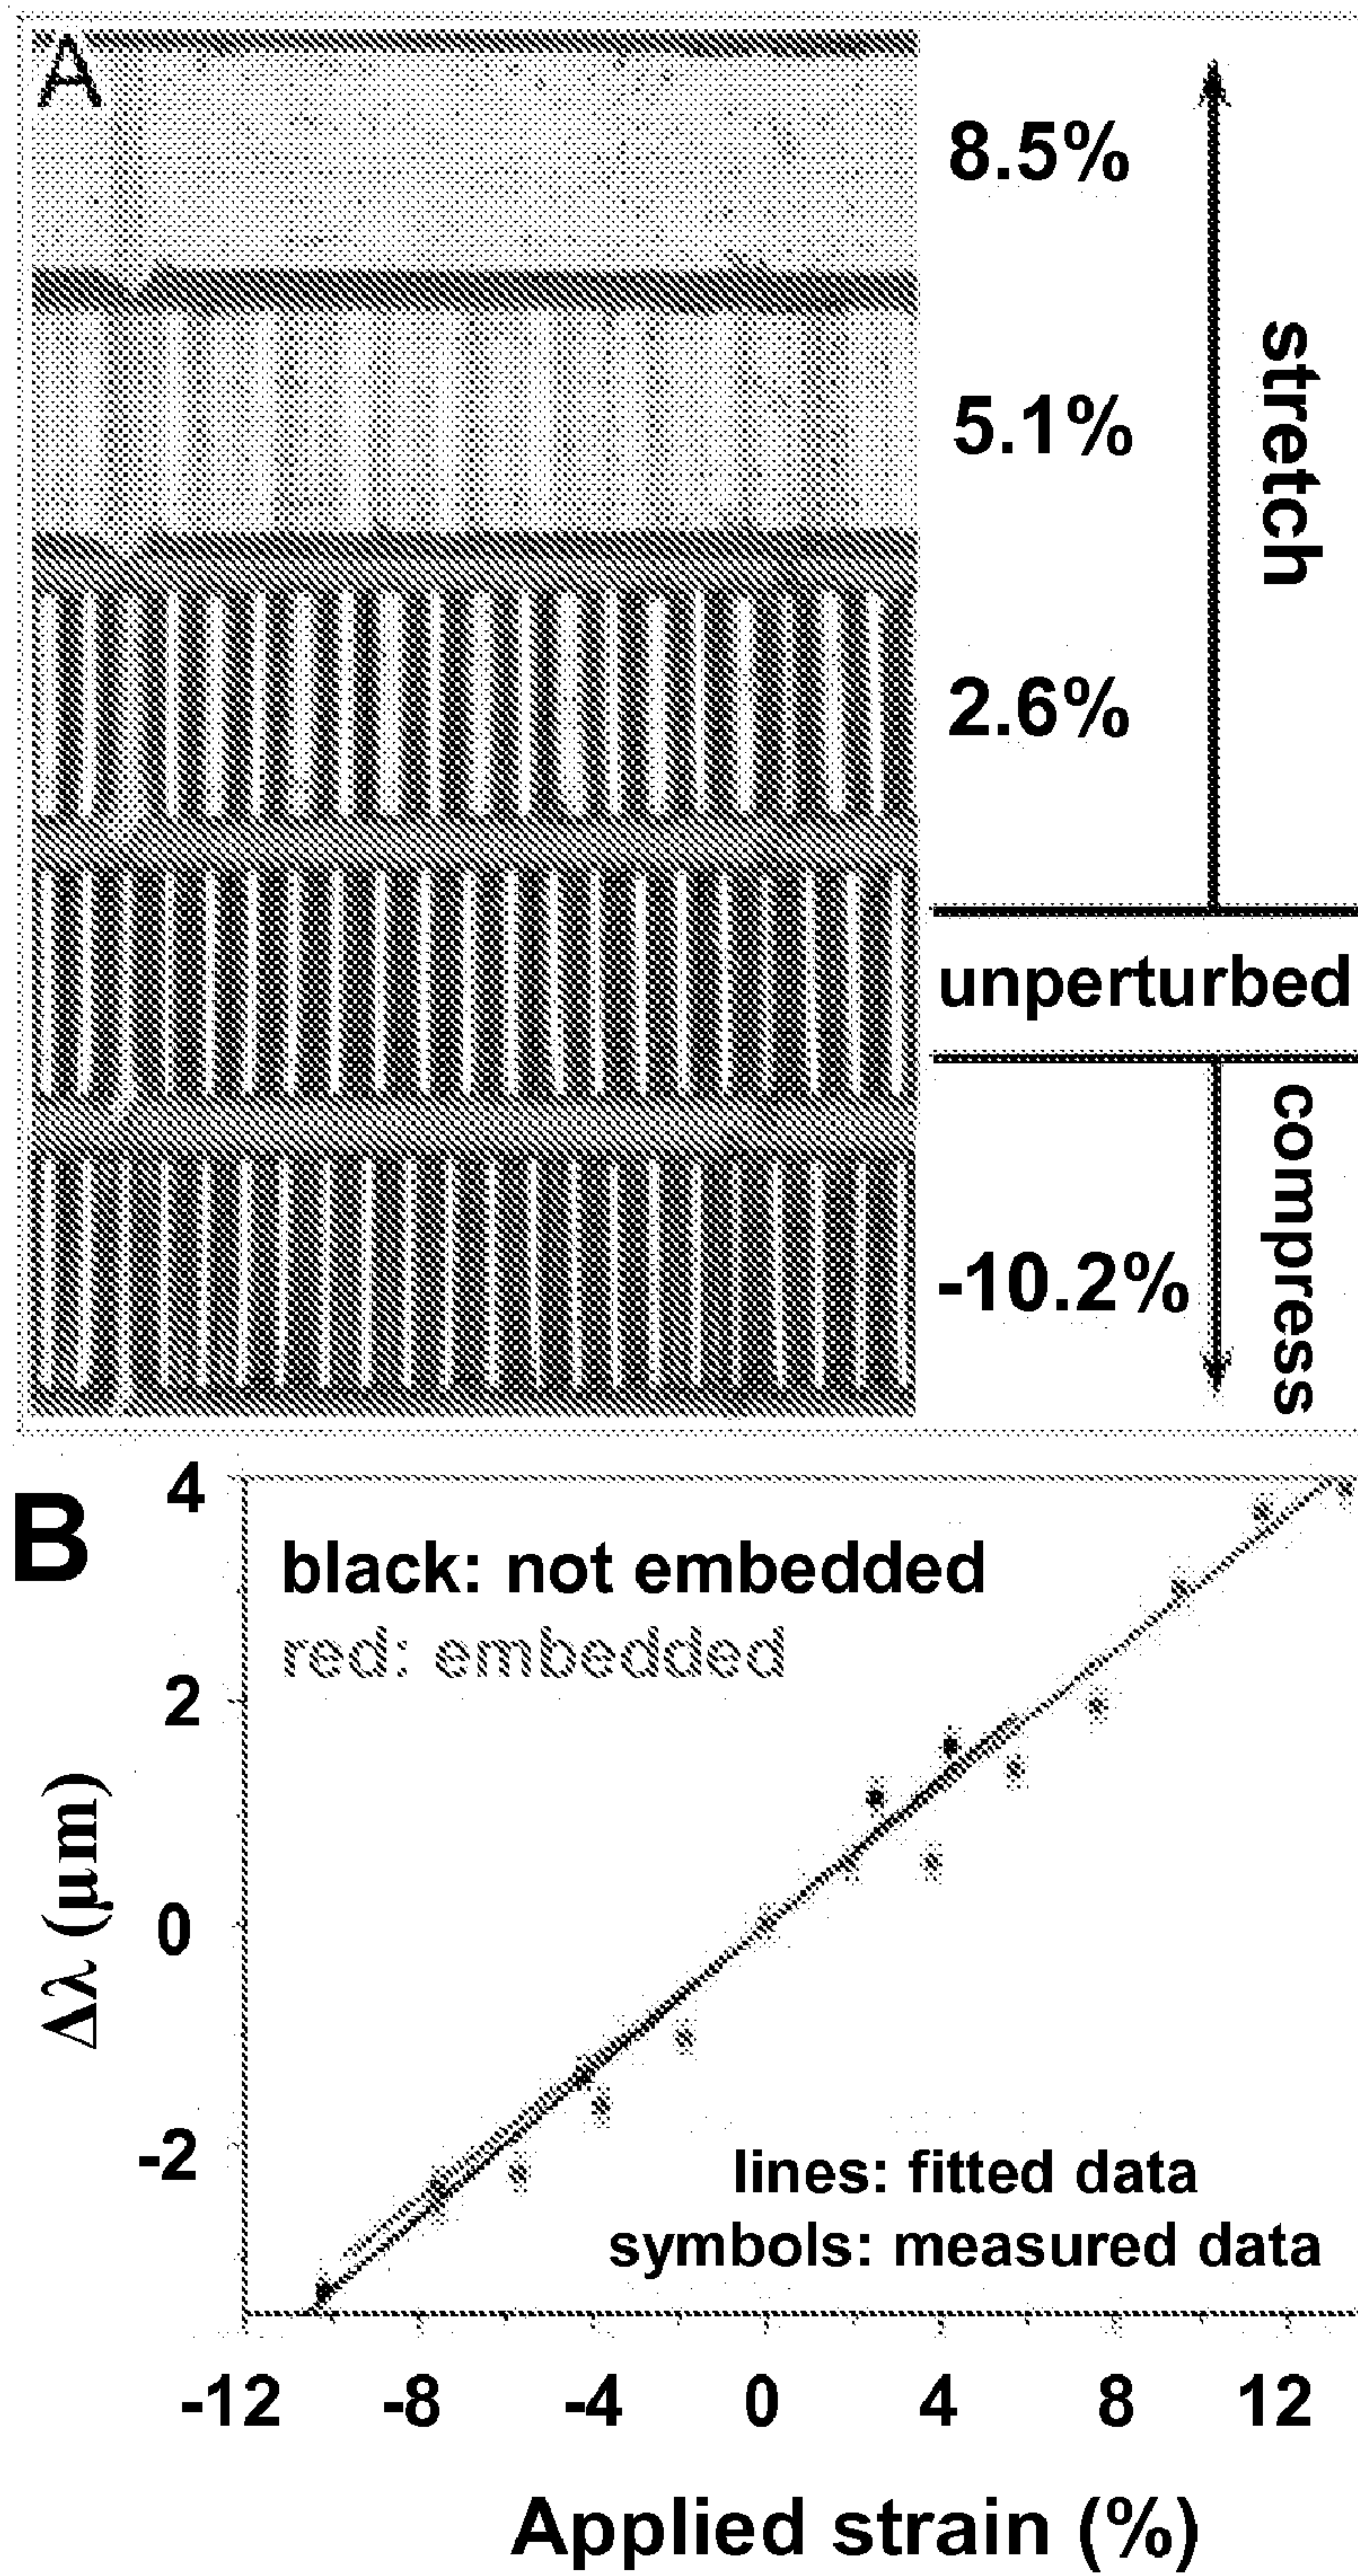 A
8.5%
5.1%
stretch
2.6%
unperturbed
-10.2%
compress
B
4
black: not embedded
red: embedded
2
Δλ (μm)
0
-2
lines: fitted data
symbols: measured data
-12 -8 -4 0 4 8 12
Applied strain (%)